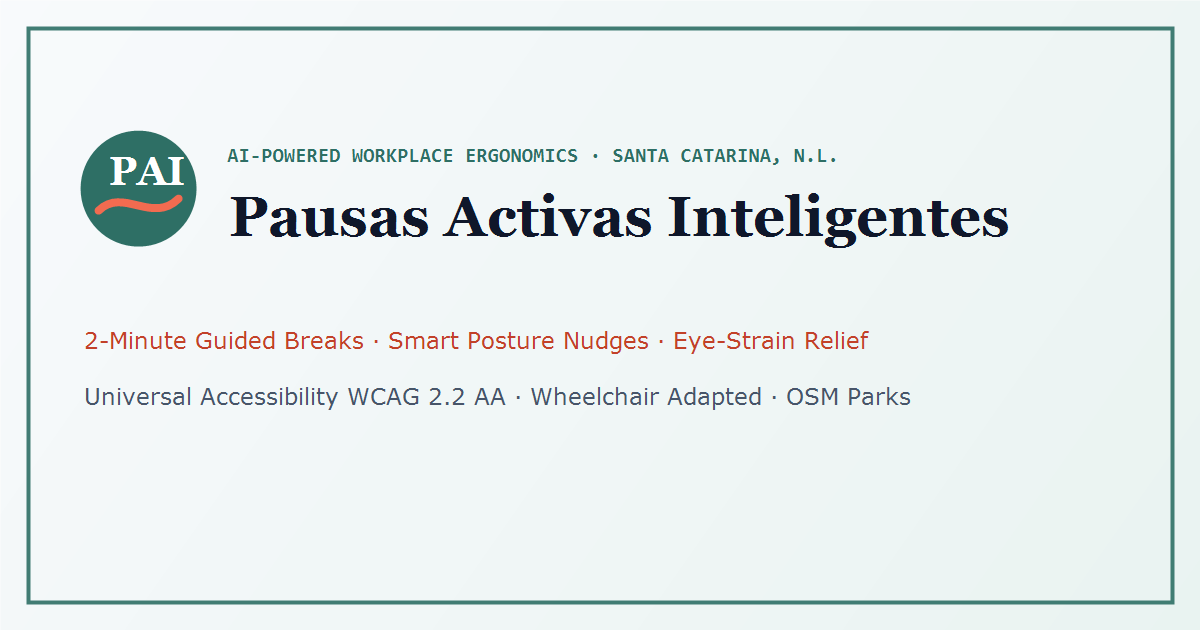 PAI
AI-POWERED WORKPLACE ERGONOMICS · SANTA CATARINA, N.L.
Pausas Activas Inteligentes
2-Minute Guided Breaks · Smart Posture Nudges · Eye-Strain Relief
Universal Accessibility WCAG 2.2 AA · Wheelchair Adapted · OSM Parks